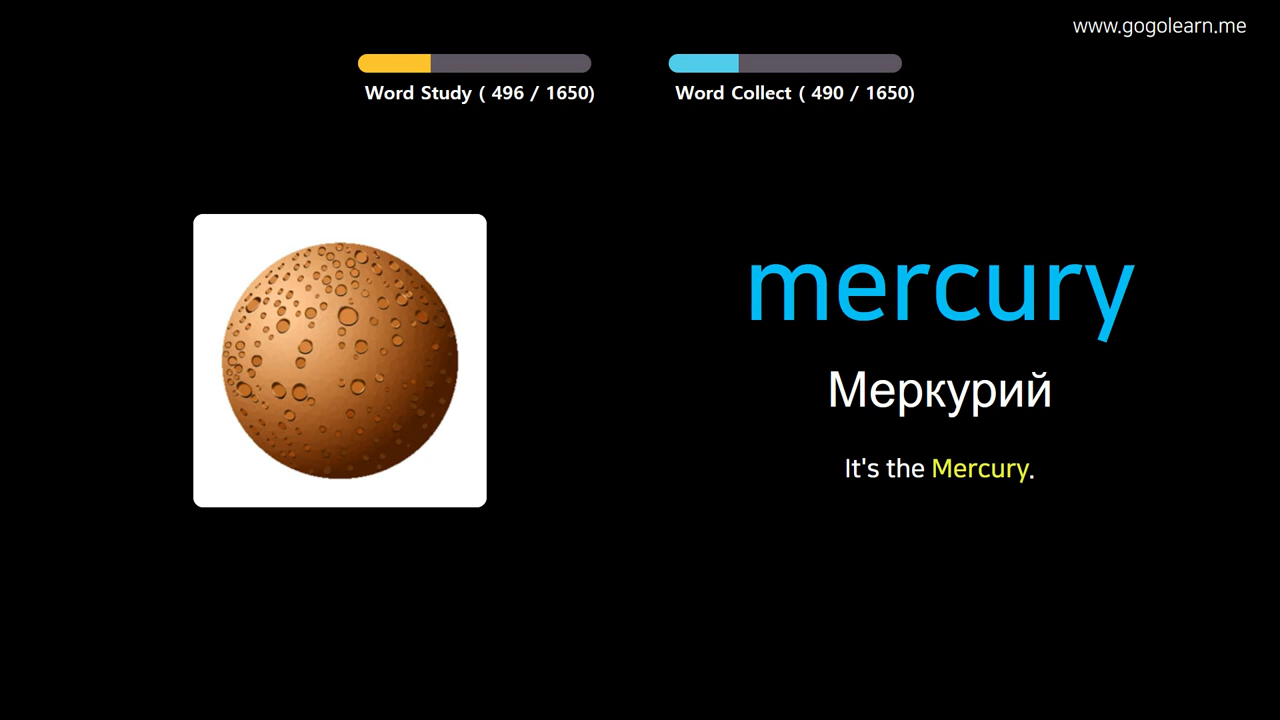 www.gogolearn.me
Word Study ( 496 / 1650)
Word Collect ( 490 / 1650)
mercury
Меркурий
It's the Mercury.